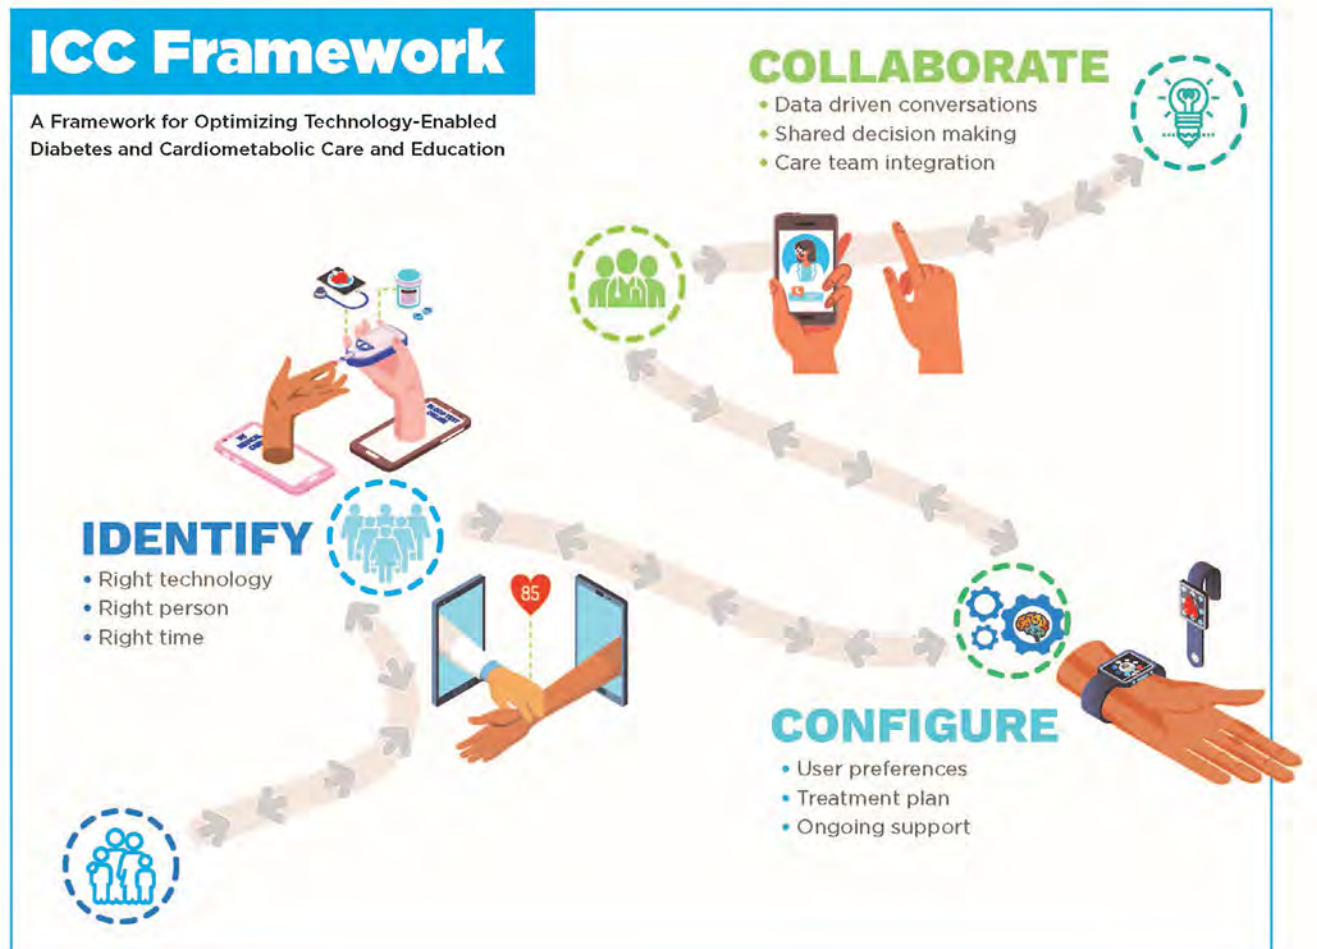 ICC Framework
A Framework for Optimizing Technology-Enabled
Diabetes and Cardiometabolic Care and Education
COLLABORATE
• Data driven conversations
• Shared decision making
• Care team integration
IDENTIFY
• Right technology
• Right person
• Right time
85
CONFIGURE
• User preferences
• Treatment plan
• Ongoing support